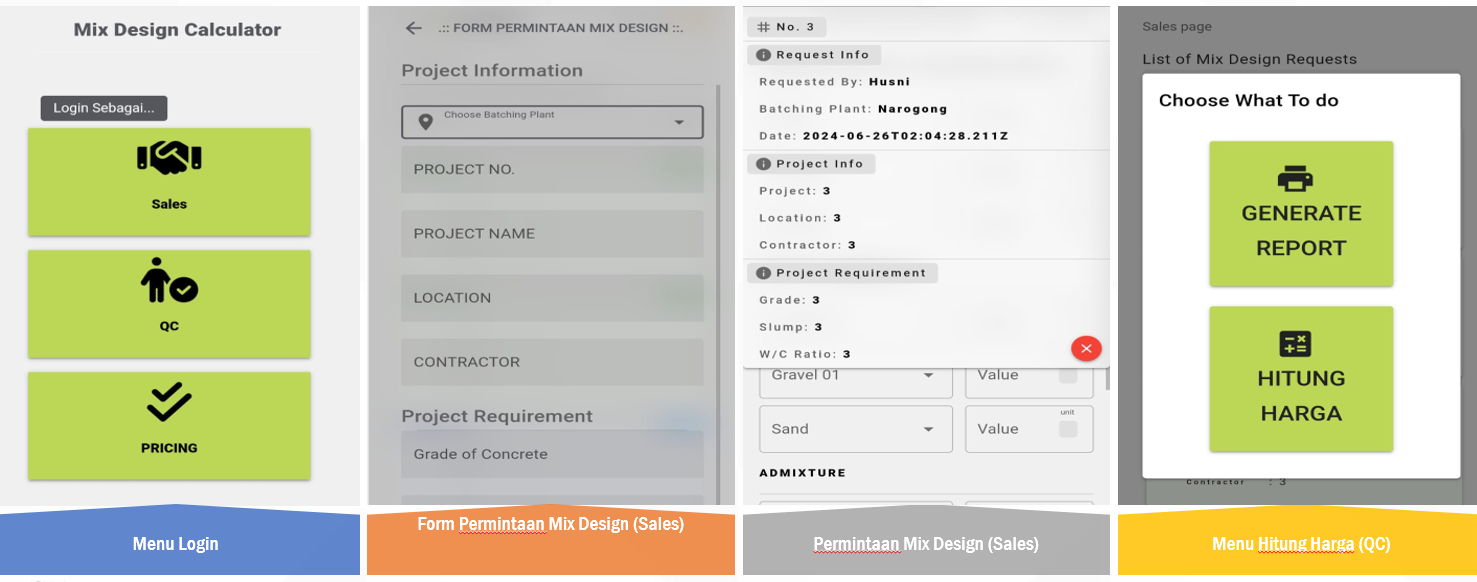 Mix Design Calculator
Login Sebagai...
Sales
QC
PRICING
Menu Login
.:: FORM PERMINTAAN MIX DESIGN ::.
Project Information
Choose Batching Plant
PROJECT NO.
PROJECT NAME
LOCATION
CONTRACTOR
Project Requirement
Grade of Concrete
Form Permintaan Mix Design (Sales)
# No. 3
Request Info
Requested By: Husni
Batching Plant: Narogong
Date: 2024-06-26T02:04:28.211Z
Project Info
Project: 3
Location: 3
Contractor: 3
Project Requirement
Grade: 3
Slump: 3
W/C Ratio: 3
Gravel 01 Value
unit
Sand Value
ADMIXTURE
Permintaan Mix Design (Sales)
Sales page
List of Mix Design Requests
Choose What To do
GENERATE
REPORT
HITUNG
HARGA
Contractor : 3
Menu Hitung Harga (QC)